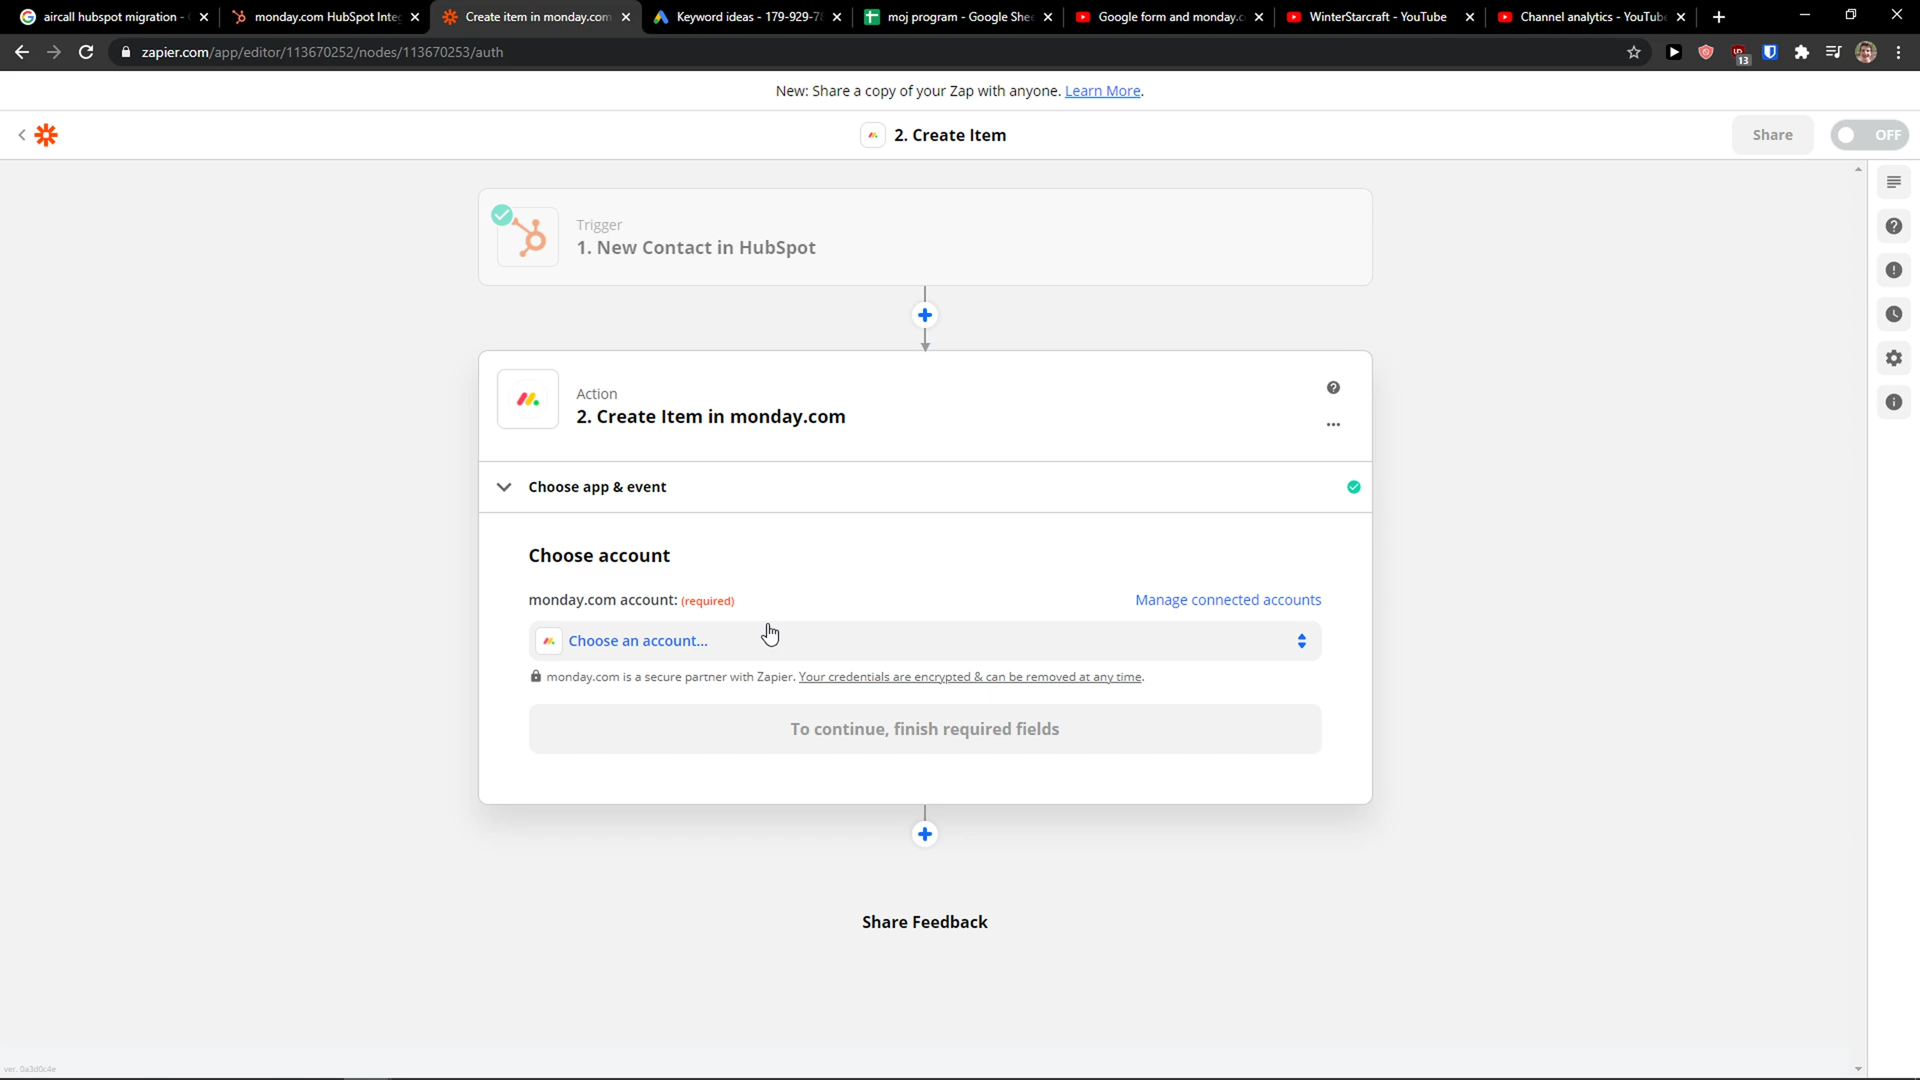 aircall hubspot migration -
monday.com HubSpot Inte
Create item in monday.com
Keyword ideas - 179-929-7
moj program - Google She
Google form and monday.c
WinterStarcraft - YouTube
Channel analytics - YouTub
zapier.com/app/editor/113670252/nodes/113670253/auth
13
New: Share a copy of your Zap with anyone. Learn More.
2. Create Item
Share
OFF
Trigger
1. New Contact in HubSpot
Action
2. Create Item in monday.com
Choose app & event
Choose account
monday.com account: (required)
Manage connected accounts
Choose an account...
monday.com is a secure partner with Zapier. Your credentials are encrypted & can be removed at any time.
To continue, finish required fields
Share Feedback
ver. 0a3d0c4e